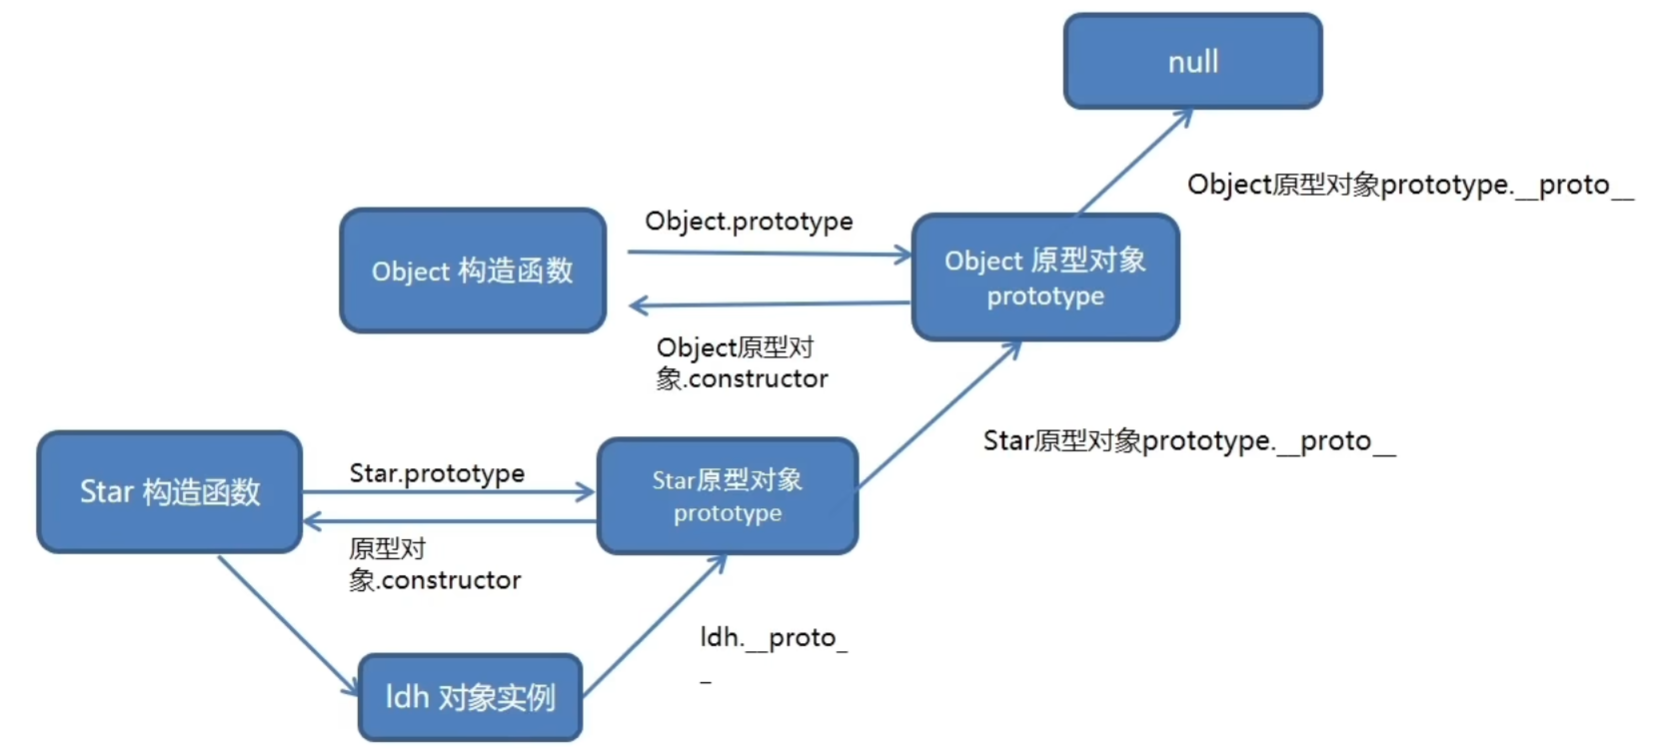 null
Object原型对象prototype.__proto__
Object.prototype
Object 构造函数
Object 原型对象
prototype
Object原型对
象.constructor
Star原型对象prototype.__proto__
Star 构造函数
Star.prototype
Star原型对象
prototype
原型对
象.constructor
ldh.__proto_
_
ldh 对象实例